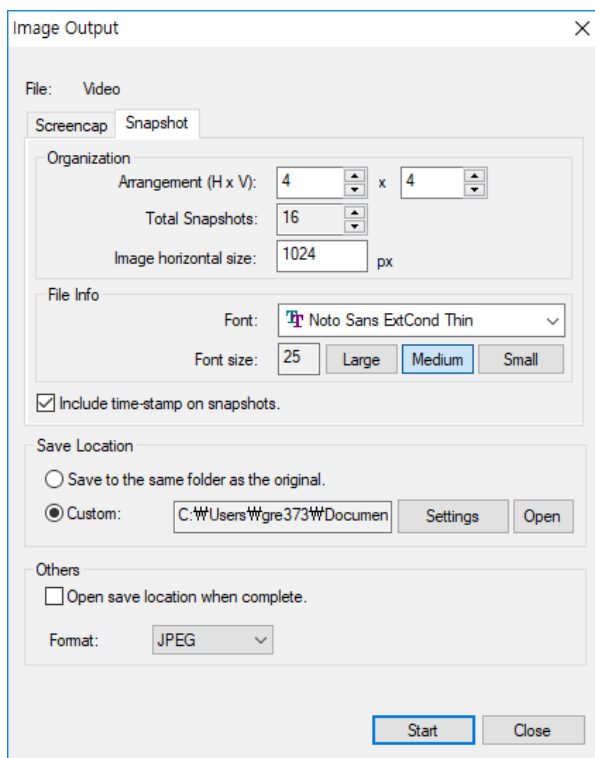 Image Output
File: Video
Screencap Snapshot
Organization
Arrangement (H x V): 4 x 4
Total Snapshots: 16
Image horizontal size: 1024 px
File Info
Font: Noto Sans ExtCond Thin
Font size: 25 Large Medium Small
Include time-stamp on snapshots.
Save Location
Save to the same folder as the original.
Custom: C:₩Users₩gre373₩Documen Settings Open
Others
Open save location when complete.
Format: JPEG
Start Close